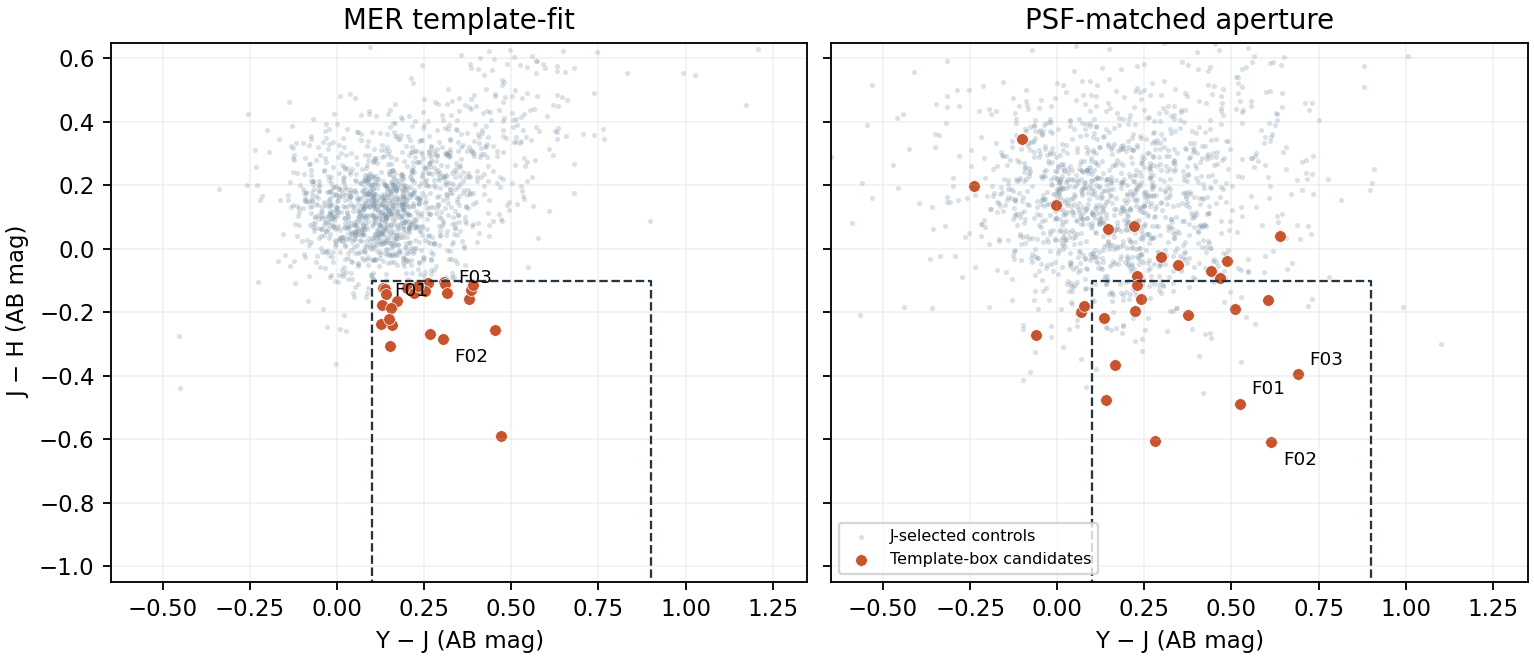 MER template-fit
PSF-matched aperture
J − H (AB mag)
0.6
0.4
0.2
0.0
−0.2
−0.4
−0.6
−0.8
−1.0
F03
F01
F02
F03
F01
F02
J-selected controls
Template-box candidates
−0.50 −0.25 0.00 0.25 0.50 0.75 1.00 1.25
−0.50 −0.25 0.00 0.25 0.50 0.75 1.00 1.25
Y − J (AB mag)
Y − J (AB mag)